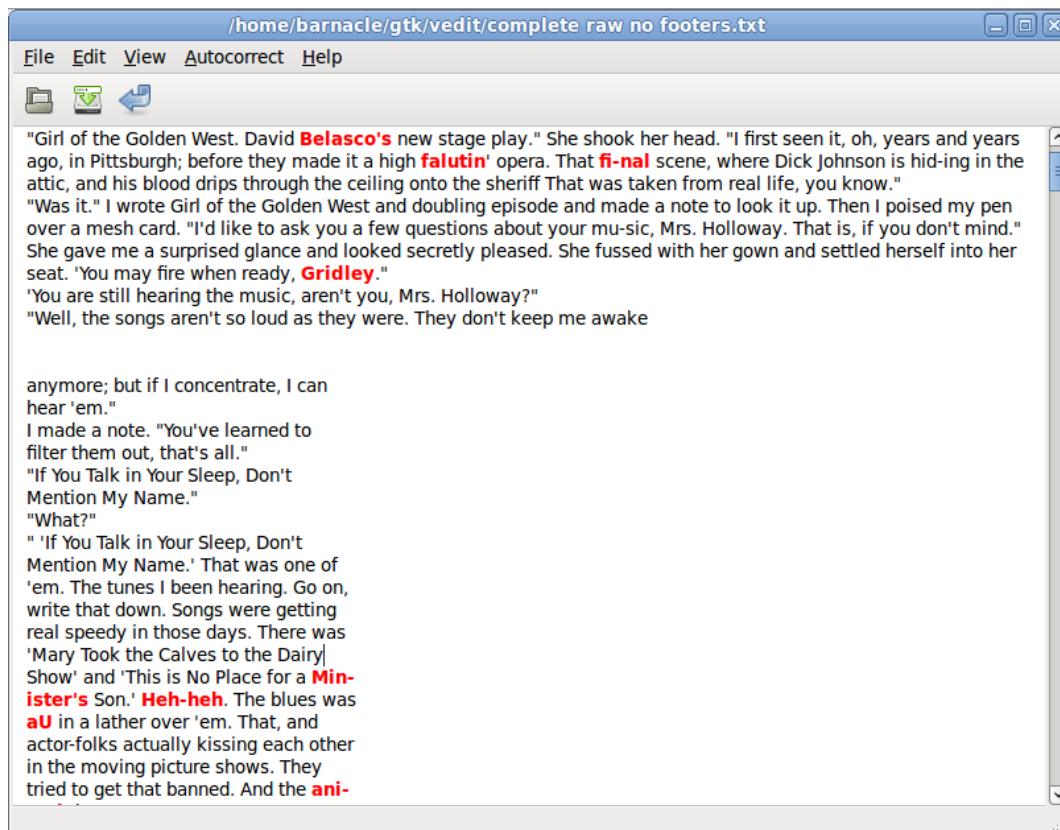 /home/barnacle/gtk/vedit/complete raw no footers.txt
File Edit View Autocorrect Help
"Girl of the Golden West. David Belasco's new stage play." She shook her head. "I first seen it, oh, years and years
ago, in Pittsburgh; before they made it a high falutin' opera. That fi-nal scene, where Dick Johnson is hid-ing in the
attic, and his blood drips through the ceiling onto the sheriff That was taken from real life, you know."
"Was it." I wrote Girl of the Golden West and doubling episode and made a note to look it up. Then I poised my pen
over a mesh card. "I'd like to ask you a few questions about your mu-sic, Mrs. Holloway. That is, if you don't mind."
She gave me a surprised glance and looked secretly pleased. She fussed with her gown and settled herself into her
seat. 'You may fire when ready, Gridley."
'You are still hearing the music, aren't you, Mrs. Holloway?"
"Well, the songs aren't so loud as they were. They don't keep me awake
anymore; but if I concentrate, I can
hear 'em."
I made a note. "You've learned to
filter them out, that's all."
"If You Talk in Your Sleep, Don't
Mention My Name."
"What?"
" 'If You Talk in Your Sleep, Don't
Mention My Name.' That was one of
'em. The tunes I been hearing. Go on,
write that down. Songs were getting
real speedy in those days. There was
'Mary Took the Calves to the Dairy
Show' and 'This is No Place for a Min-
ister's Son.' Heh-heh. The blues was
aU in a lather over 'em. That, and
actor-folks actually kissing each other
in the moving picture shows. They
tried to get that banned. And the ani-